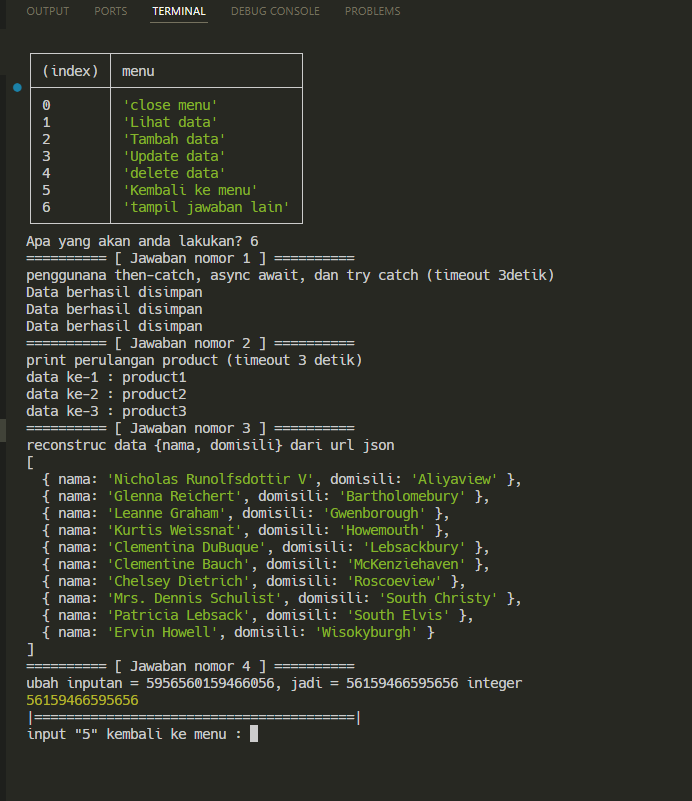 OUTPUT PORTS TERMINAL DEBUG CONSOLE PROBLEMS
(index) menu
0 'close menu'
1 'Lihat data'
2 'Tambah data'
3 'Update data'
4 'delete data'
5 'Kembali ke menu'
6 'tampil jawaban lain'
Apa yang akan anda lakukan? 6
========== [ Jawaban nomor 1 ] ==========
penggunana then-catch, async await, dan try catch (timeout 3detik)
Data berhasil disimpan
Data berhasil disimpan
Data berhasil disimpan
========== [ Jawaban nomor 2 ] ==========
print perulangan product (timeout 3 detik)
data ke-1 : product1
data ke-2 : product2
data ke-3 : product3
========== [ Jawaban nomor 3 ] ==========
reconstruc data {nama, domisili} dari url json
[
  { nama: 'Nicholas Runolfsdottir V', domisili: 'Aliyaview' },
  { nama: 'Glenna Reichert', domisili: 'Bartholomebury' },
  { nama: 'Leanne Graham', domisili: 'Gwenborough' },
  { nama: 'Kurtis Weissnat', domisili: 'Howemouth' },
  { nama: 'Clementina DuBuque', domisili: 'Lebsackbury' },
  { nama: 'Clementine Bauch', domisili: 'McKenziehaven' },
  { nama: 'Chelsey Dietrich', domisili: 'Roscoeview' },
  { nama: 'Mrs. Dennis Schulist', domisili: 'South Christy' },
  { nama: 'Patricia Lebsack', domisili: 'South Elvis' },
  { nama: 'Ervin Howell', domisili: 'Wisokyburgh' }
]
========== [ Jawaban nomor 4 ] ==========
ubah inputan = 5956560159466056, jadi = 56159466595656 integer
56159466595656
|========================================|
input "5" kembali ke menu :